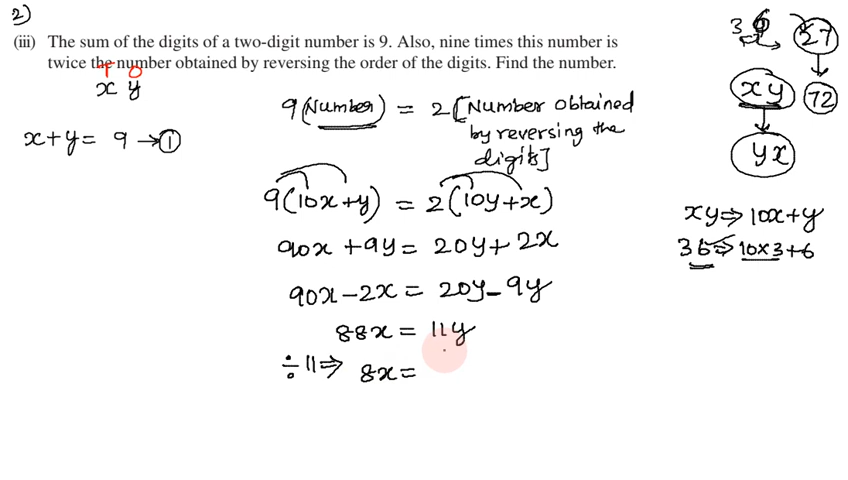 2)
(iii) The sum of the digits of a two-digit number is 9. Also, nine times this number is
twice the number obtained by reversing the order of the digits. Find the number.
T O
x y
x+y= 9 →①
9(Number) = 2[Number obtained
by reversing the
digits]
9(10x+y) = 2(10y+x)
90x +9y= 20y+ 2x
90x-2x= 20y-9y
88x= 11y
÷11⇒ 8x=
36
27
72
xy
yx
xy⇒10x+y
36⇒10×3+6